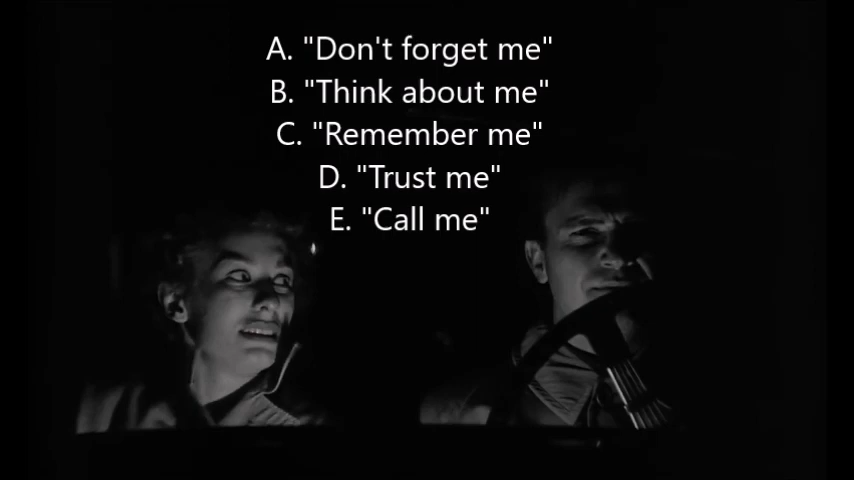 A. "Don't forget me"
B. "Think about me"
C. "Remember me"
D. "Trust me"
E. "Call me"